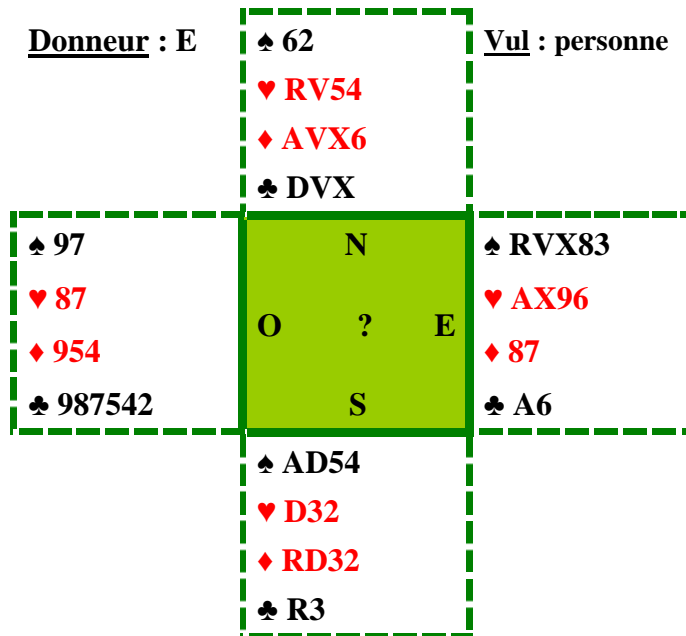 Donneur : E
♠ 62
Vul : personne
♥ RV54
♦ AVX6
♣ DVX
♠ 97
♥ 87
♦ 954
♣ 987542
N
O ? E
S
♠ RVX83
♥ AX96
♦ 87
♣ A6
♠ AD54
♥ D32
♦ RD32
♣ R3